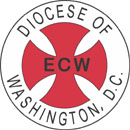 DIOCESE OF
ECW
WASHINGTON, D.C.